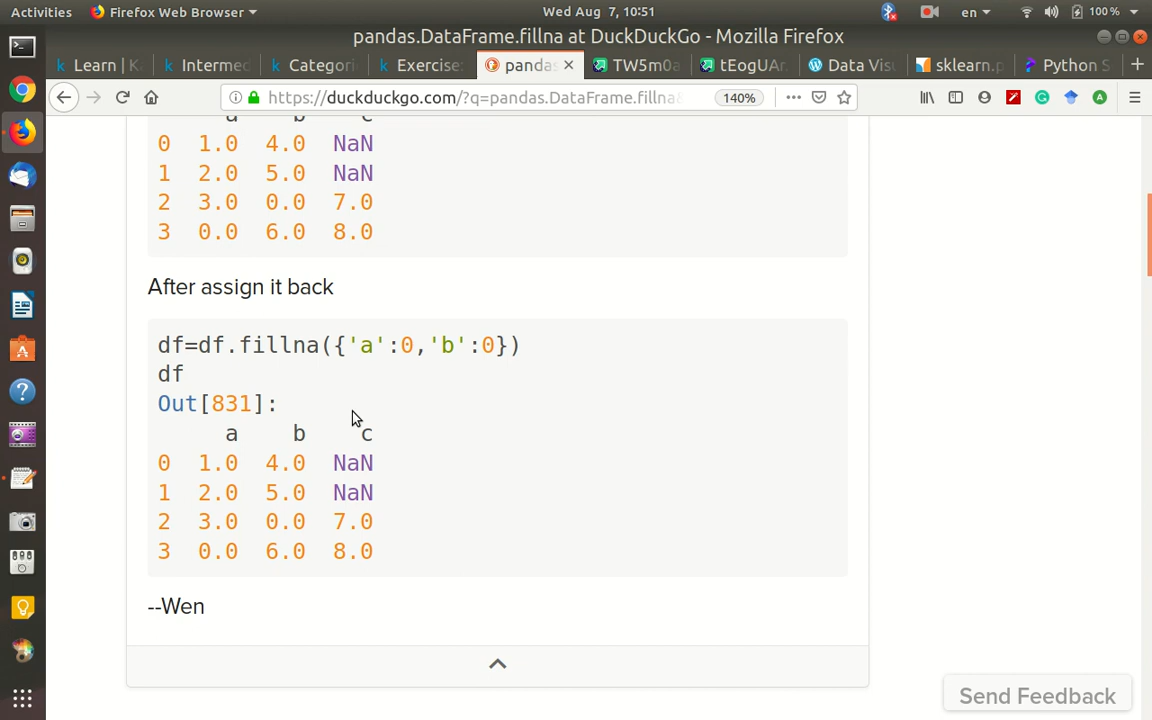 Activities
Firefox Web Browser
Wed Aug 7, 10:51
en
100 %
pandas.DataFrame.fillna at DuckDuckGo - Mozilla Firefox
Learn | K
Intermed
Categori
Exercise:
pandas
TW5m0a
tEogUAr
Data Visu
sklearn.p
Python S
https://duckduckgo.com/?q=pandas.DataFrame.fillna&
140%
a b c
0 1.0 4.0 NaN
1 2.0 5.0 NaN
2 3.0 0.0 7.0
3 0.0 6.0 8.0
After assign it back
df=df.fillna({'a':0,'b':0})
df
Out[831]:
a b c
0 1.0 4.0 NaN
1 2.0 5.0 NaN
2 3.0 0.0 7.0
3 0.0 6.0 8.0
--Wen
Send Feedback